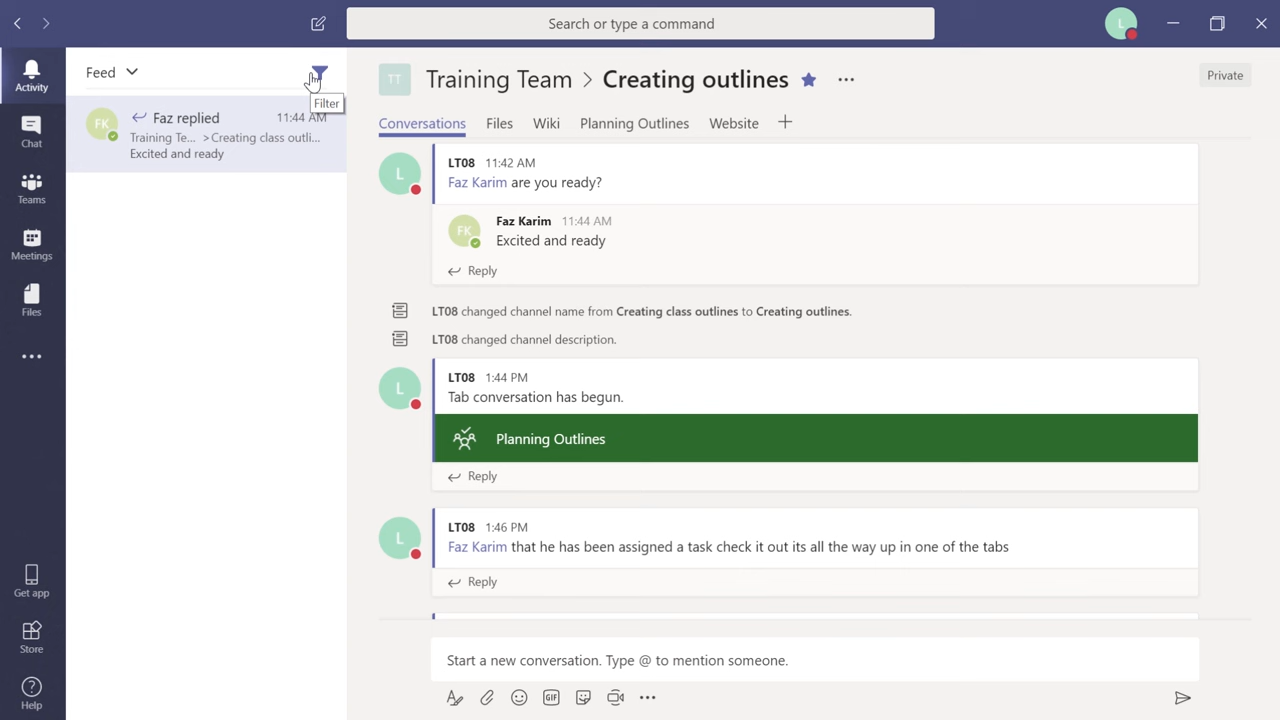 Search or type a command
L
Activity
Chat
Teams
Meetings
Files
Get app
Store
Help
Feed
Filter
FK
Faz replied 11:44 AM
Training Te... >Creating class outli...
Excited and ready
TT
Training Team > Creating outlines
Private
Conversations Files Wiki Planning Outlines Website
L
LT08 11:42 AM
Faz Karim are you ready?
FK
Faz Karim 11:44 AM
Excited and ready
Reply
LT08 changed channel name from Creating class outlines to Creating outlines.
LT08 changed channel description.
L
LT08 1:44 PM
Tab conversation has begun.
Planning Outlines
Reply
L
LT08 1:46 PM
Faz Karim that he has been assigned a task check it out its all the way up in one of the tabs
Reply
Start a new conversation. Type @ to mention someone.
GIF